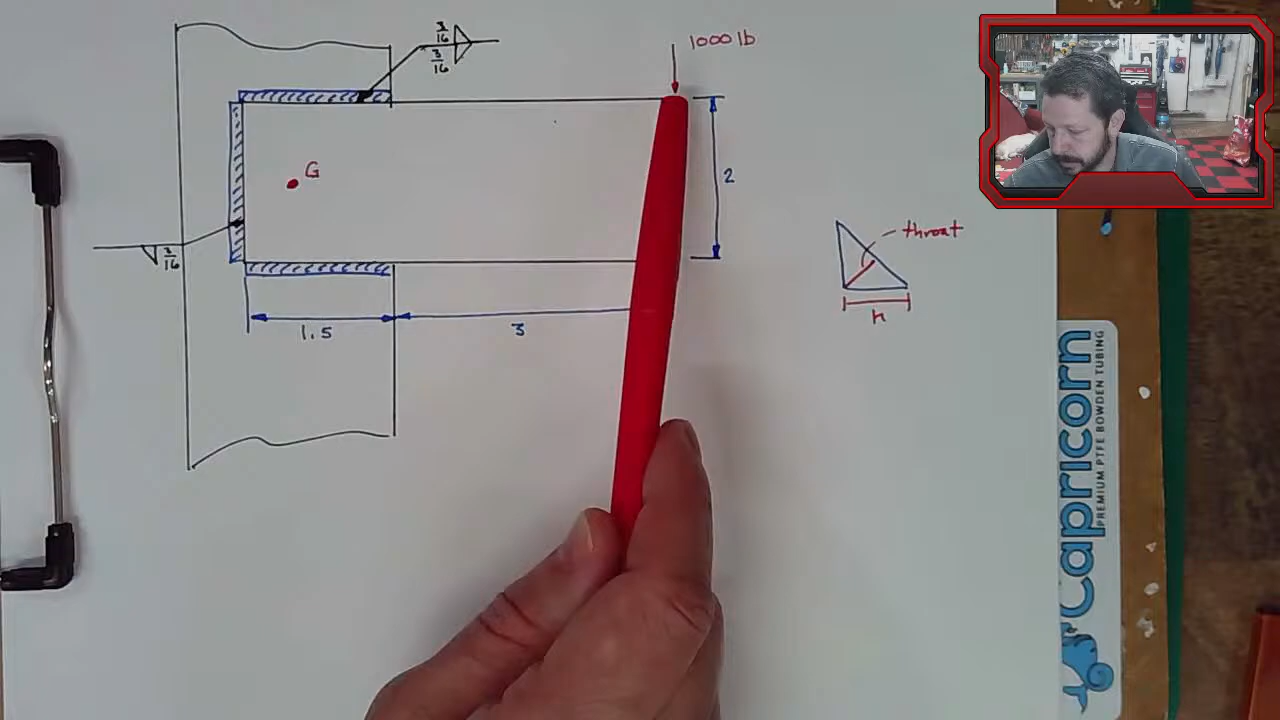 3
16
3
16
1000 lb
G
2
3
16
throat
h
1.5
3
Capricorn
PREMIUM PTFE BOWDEN TUBING